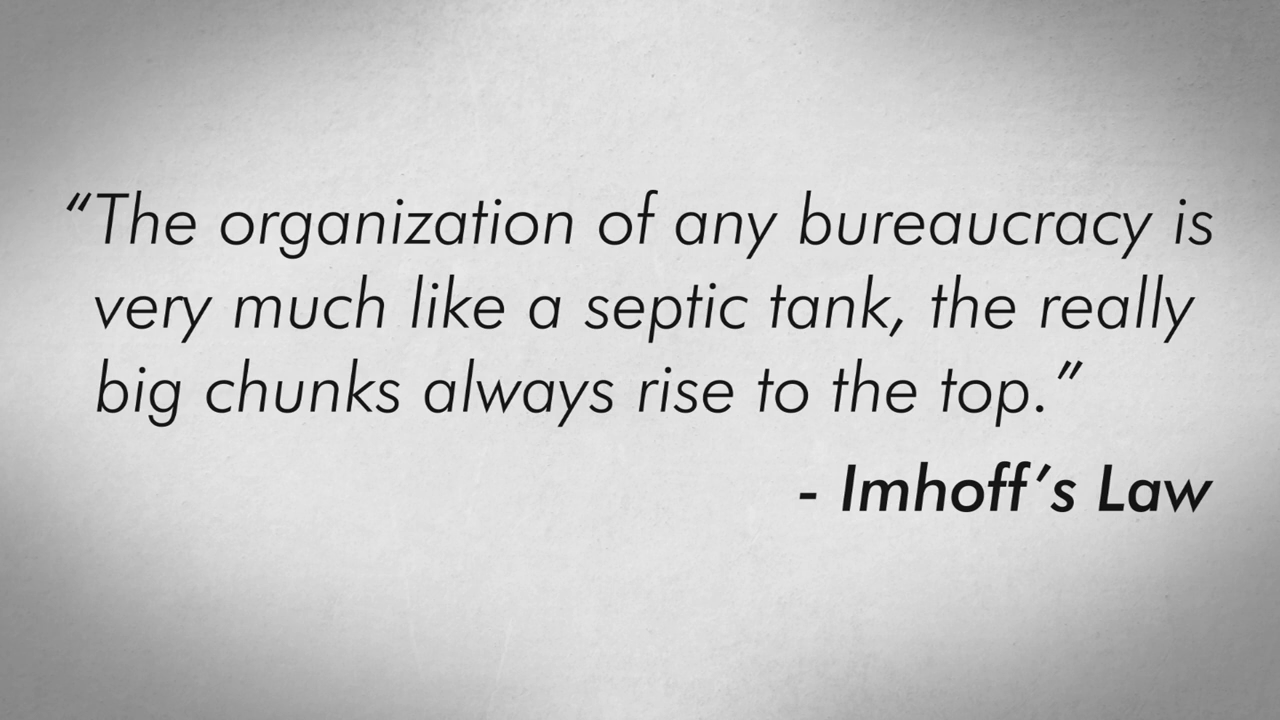 “The organization of any bureaucracy is
very much like a septic tank, the really
big chunks always rise to the top.”
- Imhoff’s Law